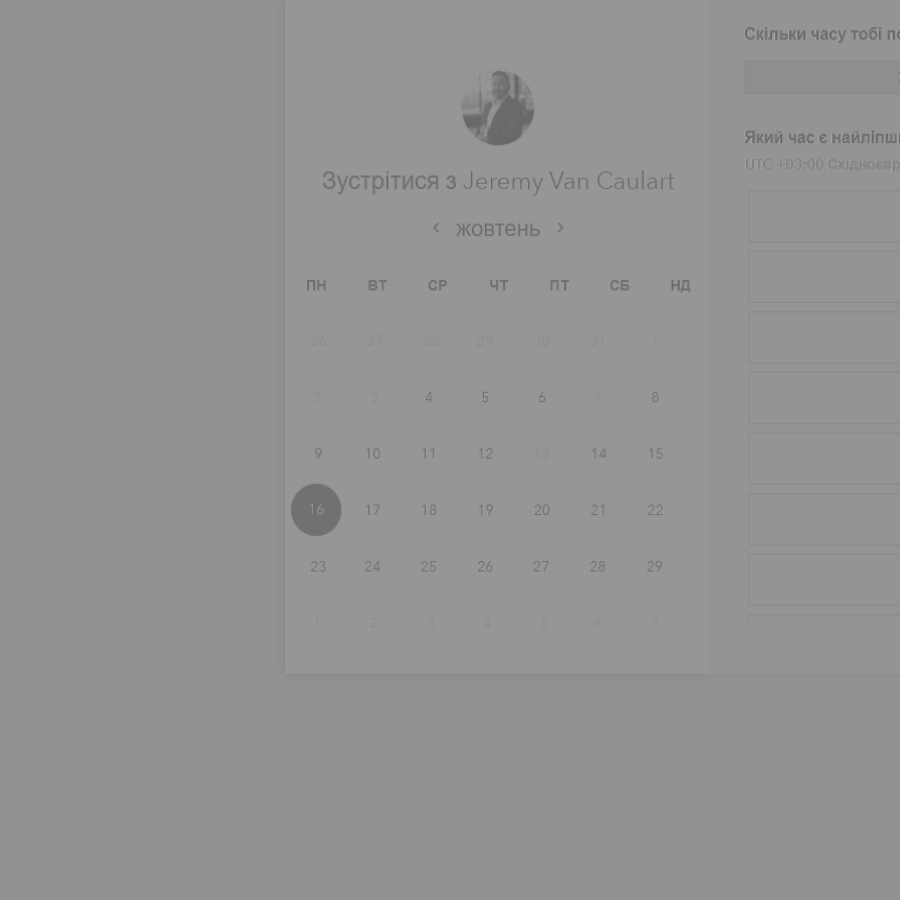 Скільки часу тобі п
Зустрітися з Jeremy Van Caulart
Який час є найліпш
UTC +03:00 Східноєвр
жовтень
ПН ВТ СР ЧТ ПТ СБ НД
26 27 28 29 30 31 1
2 3 4 5 6 7 8
9 10 11 12 13 14 15
16 17 18 19 20 21 22
23 24 25 26 27 28 29
1 2 3 4 5 6 7